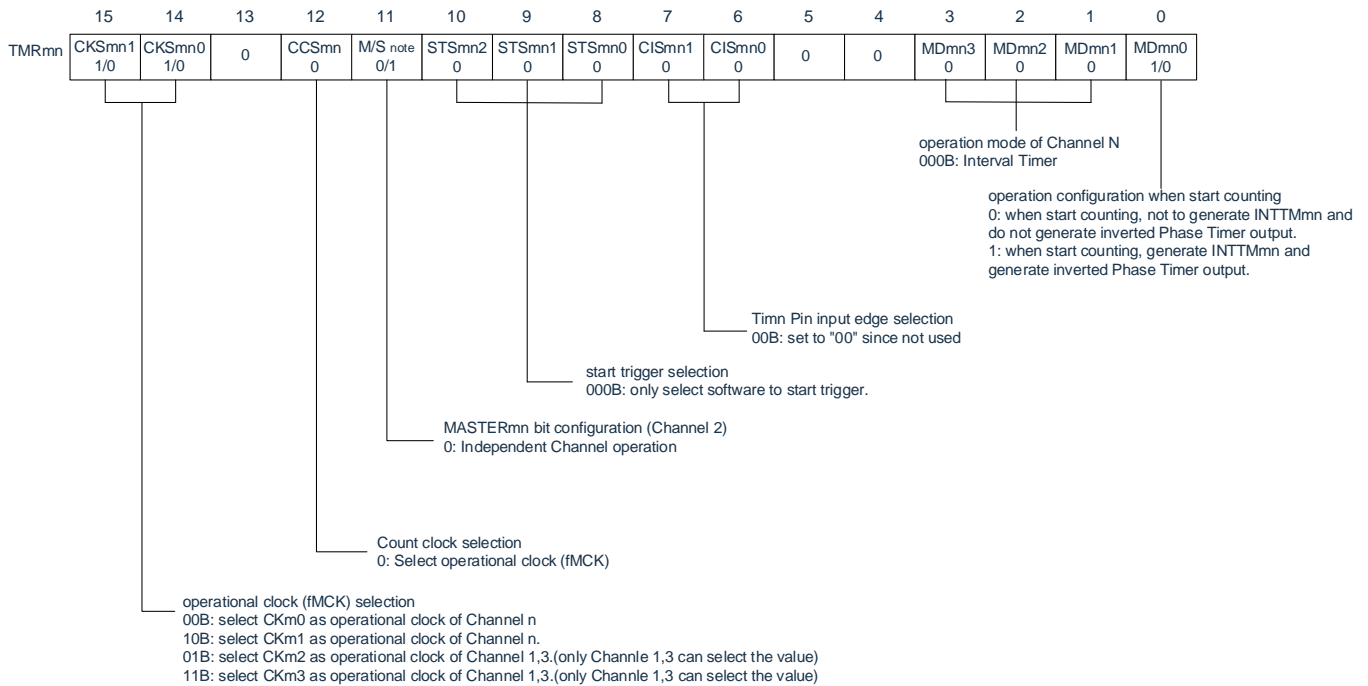 15 14 13 12 11 10 9 8 7 6 5 4 3 2 1 0
TMRmn CKSmn1 CKSmn0 0 CCSmn M/S note STSmn2 STSmn1 STSmn0 CISmn1 CISmn0 0 0 MDmn3 MDmn2 MDmn1 MDmn0
1/0 1/0 0 0/1 0 0 0 0 0 0 0 0 1/0
operation mode of Channel N
000B: Interval Timer
operation configuration when start counting
0: when start counting, not to generate INTTMmn and
do not generate inverted Phase Timer output.
1: when start counting, generate INTTMmn and
generate inverted Phase Timer output.
Timn Pin input edge selection
00B: set to "00" since not used
start trigger selection
000B: only select software to start trigger.
MASTERmn bit configuration (Channel 2)
0: Independent Channel operation
Count clock selection
0: Select operational clock (fMCK)
operational clock (fMCK) selection
00B: select CKm0 as operational clock of Channel n
10B: select CKm1 as operational clock of Channel n.
01B: select CKm2 as operational clock of Channel 1,3.(only Channle 1,3 can select the value)
11B: select CKm3 as operational clock of Channel 1,3.(only Channle 1,3 can select the value)